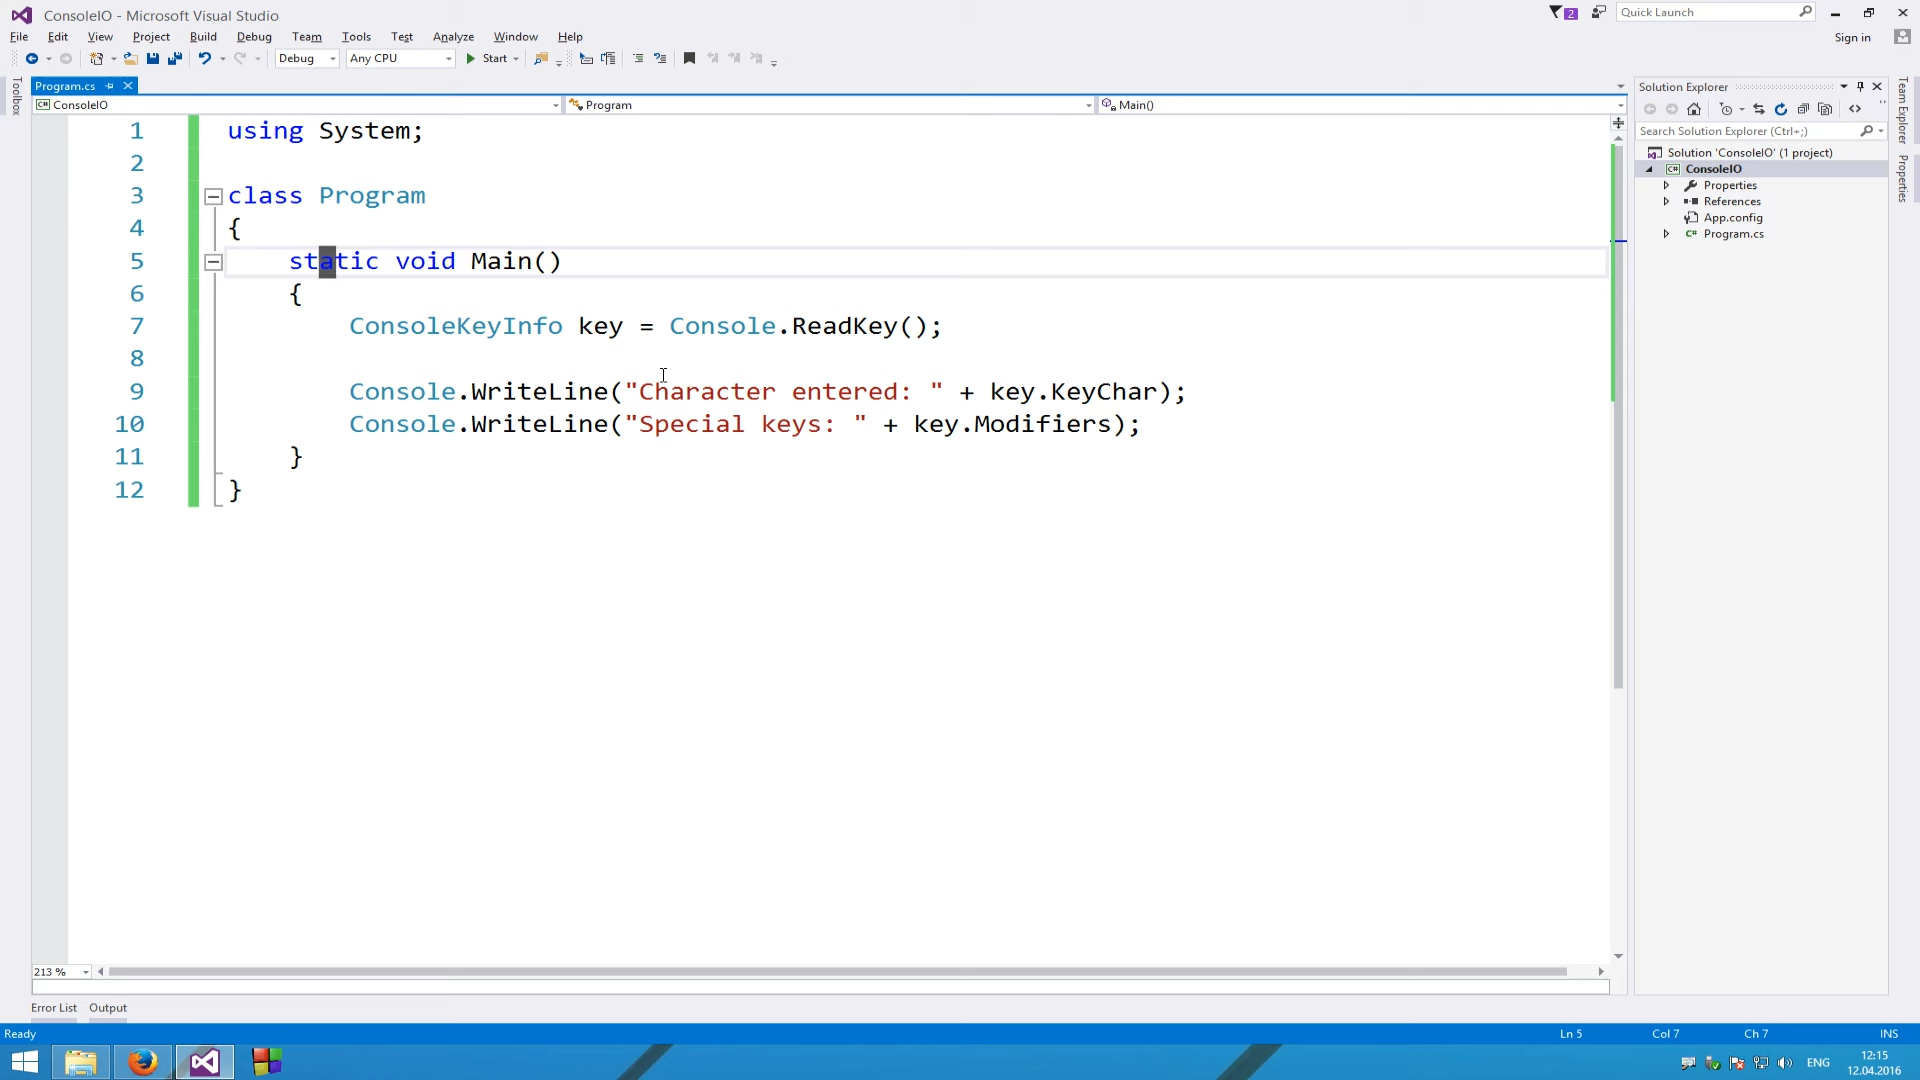 ConsoleIO - Microsoft Visual Studio
2
Quick Launch
File Edit View Project Build Debug Team Tools Test Analyze Window Help
Sign in
Debug Any CPU Start
Toolbox
Program.cs
ConsoleIO Program Main()
1 using System;
2
3 class Program
4 {
5 static void Main()
6 {
7 ConsoleKeyInfo key = Console.ReadKey();
8
9 Console.WriteLine("Character entered: " + key.KeyChar);
10 Console.WriteLine("Special keys: " + key.Modifiers);
11 }
12 }
213 %
Error List Output
Solution Explorer
Search Solution Explorer (Ctrl+;)
Solution 'ConsoleIO' (1 project)
ConsoleIO
Properties
References
App.config
Program.cs
Team Explorer
Properties
Ready Ln 5 Col 7 Ch 7 INS
ENG
12:15
12.04.2016